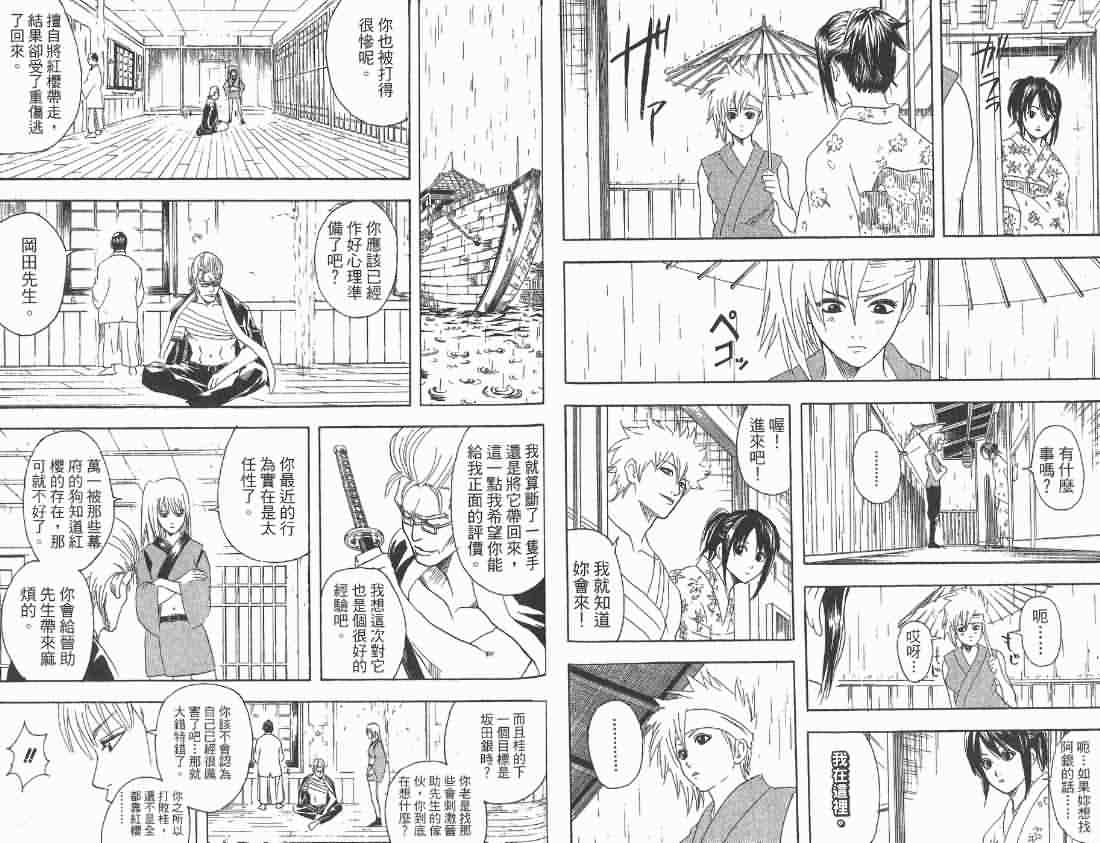 ガラ
ガラ
ペコッ
有什麼
事嗎？
………
呃……
哎呀…
喔！
進來吧！
我就知道
妳會來！
呃…如果妳想找
阿銀的話……
我在這裡。
………
你也被打得
很慘呢。
擅自將紅櫻帶走，
結果卻受了重傷逃
了回來。
你應該已經
作好心理準
備了吧？
岡田先生。
我就算斷了一隻手
還是將它帶回來，
這一點我希望你能
給我正面的評價。
我想這次對它
也是個很好的
經驗吧。
你最近的行
為實在是太
任性了。
萬一被那些幕
府的狗知道紅
櫻的存在，那
可就不好了。
你會給晉助
先生帶來麻
煩的。
而且桂的下
一個目標是
坂田銀時？
你老是找那
些會刺激晉
助先生的傢
伙，你到底
在想什麼？
你該不會認為
自己已經很厲
害了吧…那就
大錯特錯了。
你之所以
打敗桂，
還不是全
都靠紅櫻
………
!!